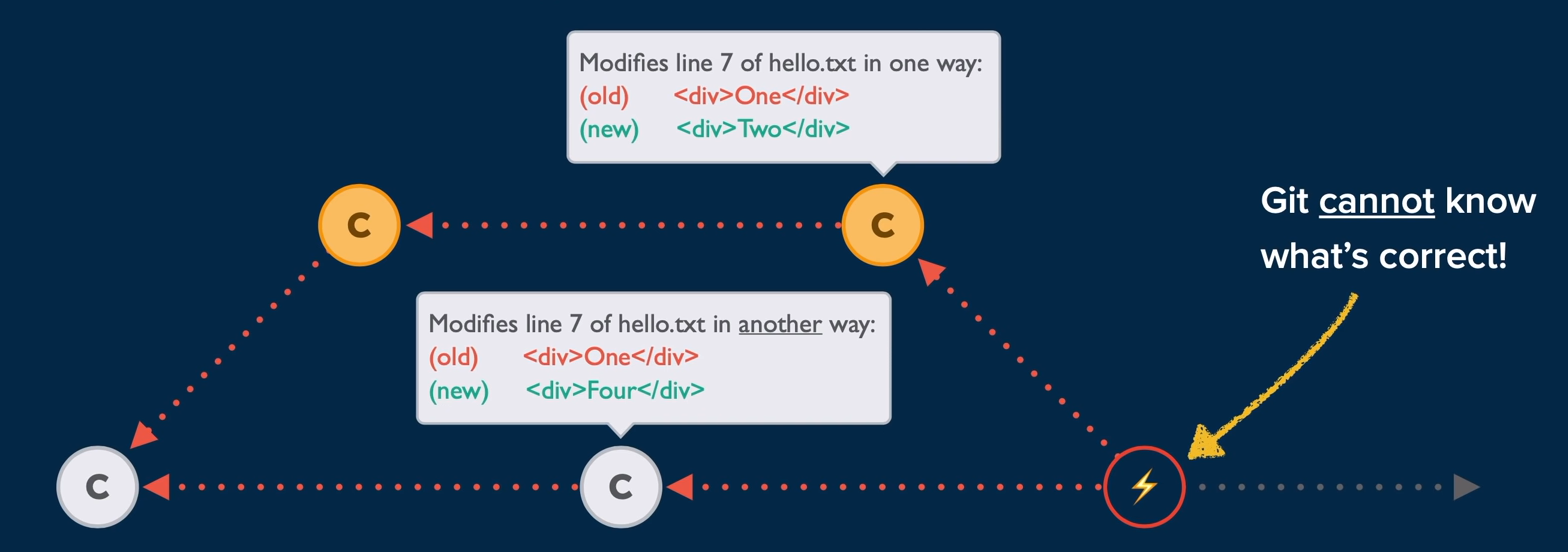 Modifies line 7 of hello.txt in one way:
(old) <div>One</div>
(new) <div>Two</div>
C
C
Git cannot know
what's correct!
Modifies line 7 of hello.txt in another way:
(old) <div>One</div>
(new) <div>Four</div>
C
C